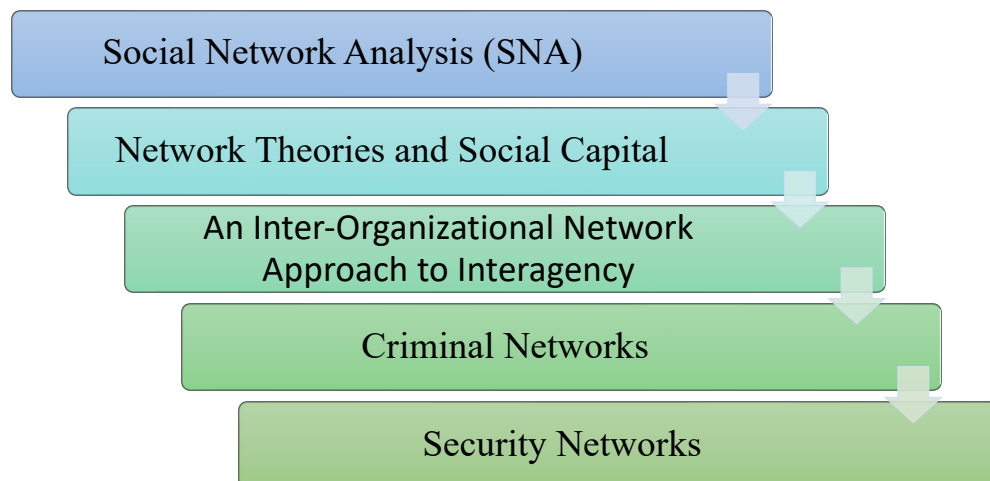 Social Network Analysis (SNA)
Network Theories and Social Capital
An Inter-Organizational Network
Approach to Interagency
Criminal Networks
Security Networks